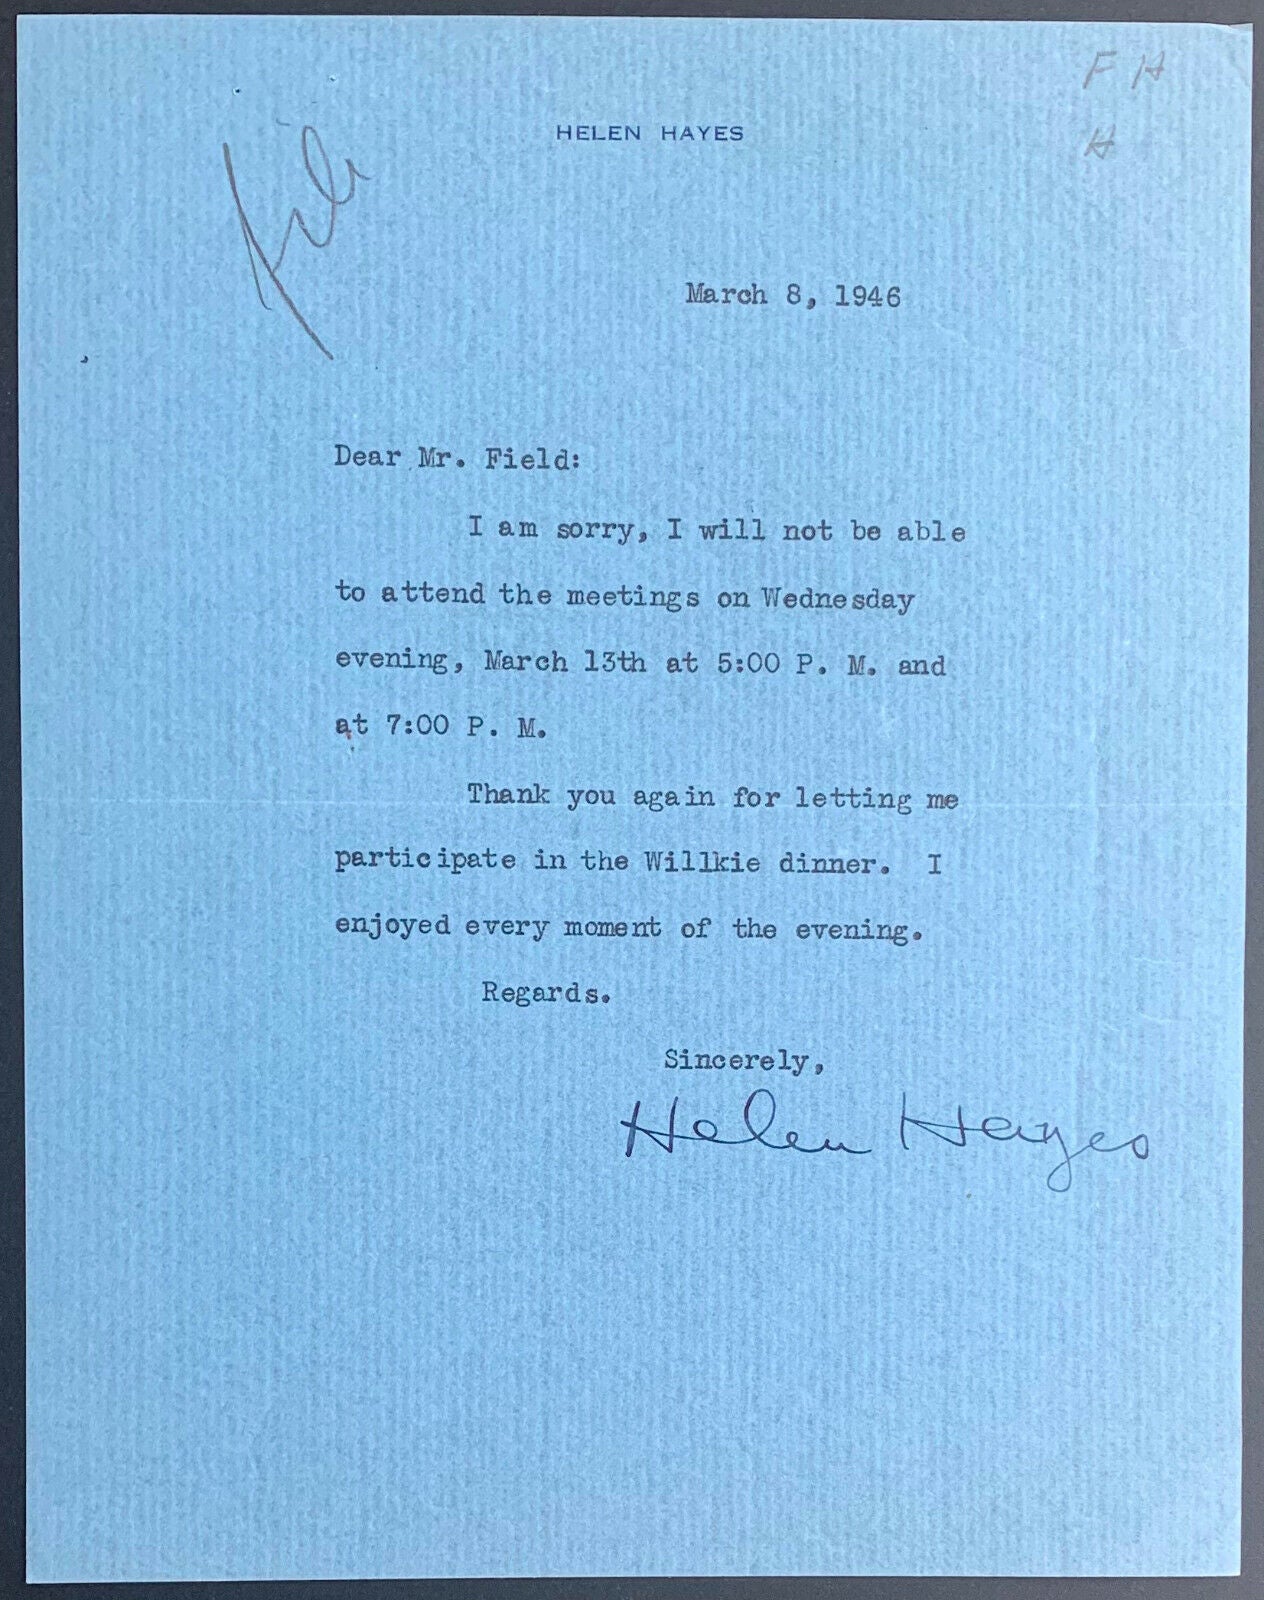 F H
HELEN HAYES
H
File
March 8, 1946
Dear Mr. Field:
I am sorry, I will not be able
to attend the meetings on Wednesday
evening, March 13th at 5:00 P. M. and
at 7:00 P. M.
Thank you again for letting me
participate in the Willkie dinner. I
enjoyed every moment of the evening.
Regards.
Sincerely,
Helen Hayes